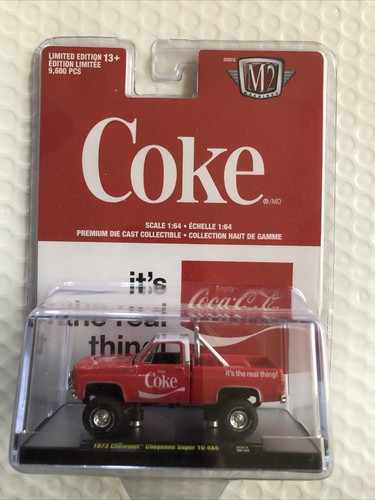 LIMITED EDITION 13+
ÉDITION LIMITÉE
9,600 PCS
M2
MACHINES
Coke
®/MD
SCALE 1:64 • ÉCHELLE 1:64
PREMIUM DIE CAST COLLECTIBLE • COLLECTION HAUT DE GAMME
it's
the real
thing
Enjoy
Coca-Cola
Coke
it's the real thing!
1973 Chevrolet Cheyenne Super 10 4x4